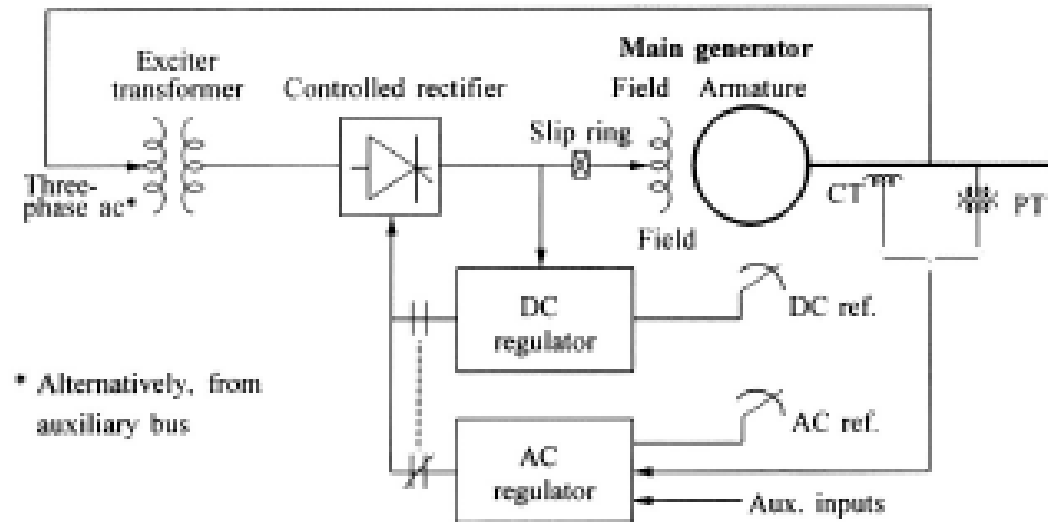 Main generator
Exciter
transformer
Controlled rectifier
Field
Armature
Slip ring
Three-
phase ac*
CT
PT
Field
DC
regulator
DC ref.
* Alternatively, from
auxiliary bus
AC ref.
AC
regulator
Aux. inputs